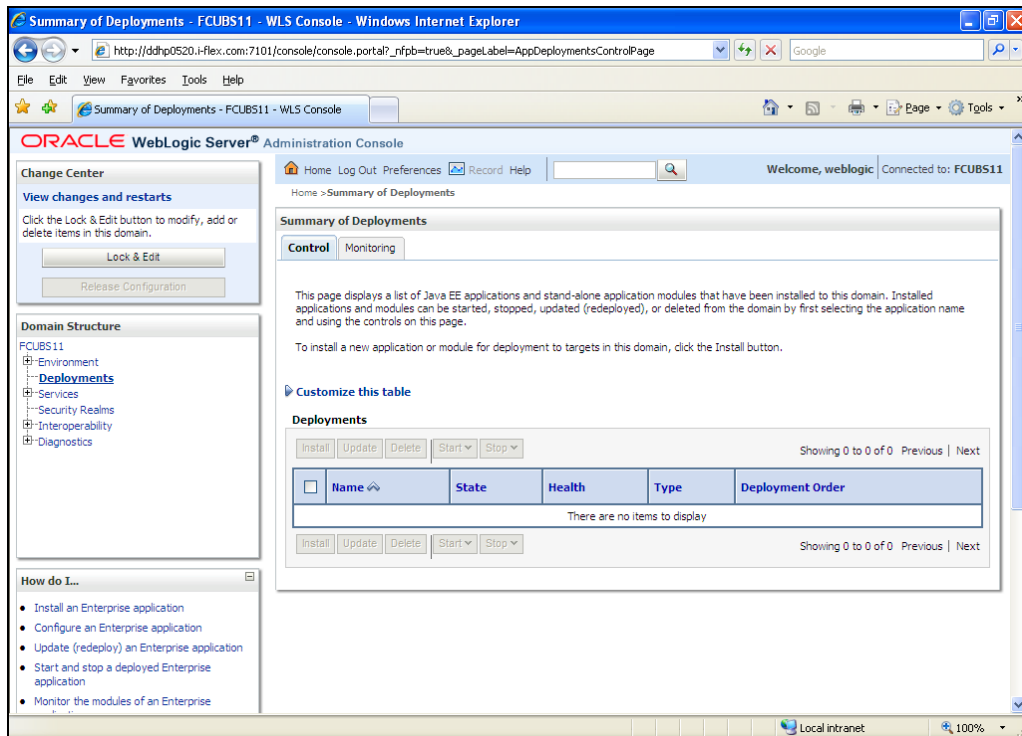 Summary of Deployments - FCUBS11 - WLS Console - Windows Internet Explorer
http://ddhp0520.i-flex.com:7101/console/console.portal?_nfpb=true&_pageLabel=AppDeploymentsControlPage
Google
File Edit View Favorites Tools Help
Summary of Deployments - FCUBS11 - WLS Console
Page Tools »
ORACLE WebLogic Server® Administration Console
Change Center
View changes and restarts
Click the Lock & Edit button to modify, add or
delete items in this domain.
Lock & Edit
Release Configuration
Domain Structure
FCUBS11
Environment
Deployments
Services
Security Realms
Interoperability
Diagnostics
How do I...
Install an Enterprise application
Configure an Enterprise application
Update (redeploy) an Enterprise application
Start and stop a deployed Enterprise
application
Monitor the modules of an Enterprise
Home Log Out Preferences Record Help
Welcome, weblogic Connected to: FCUBS11
Home >Summary of Deployments
Summary of Deployments
Control Monitoring
This page displays a list of Java EE applications and stand-alone application modules that have been installed to this domain. Installed
applications and modules can be started, stopped, updated (redeployed), or deleted from the domain by first selecting the application name
and using the controls on this page.
To install a new application or module for deployment to targets in this domain, click the Install button.
Customize this table
Deployments
Install Update Delete Start Stop Showing 0 to 0 of 0 Previous | Next
Name State Health Type Deployment Order
There are no items to display
Install Update Delete Start Stop Showing 0 to 0 of 0 Previous | Next
Local intranet 100%